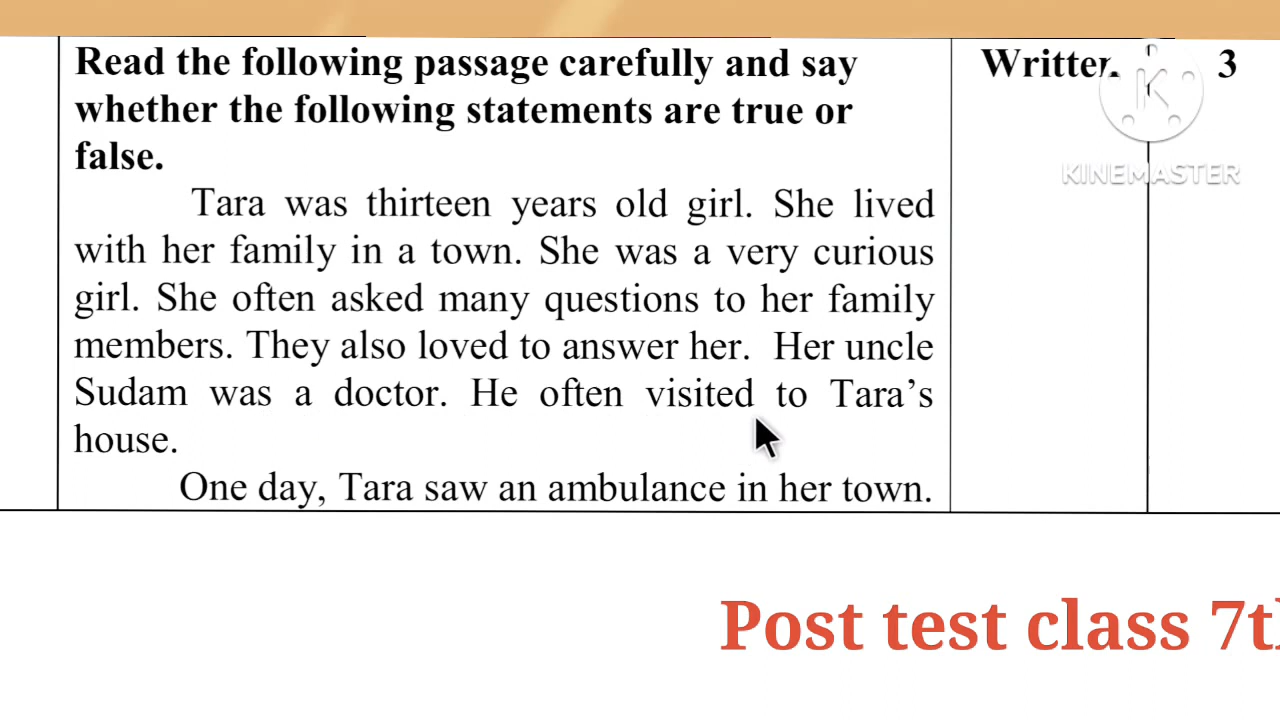 Read the following passage carefully and say
whether the following statements are true or
false.
Tara was thirteen years old girl. She lived
with her family in a town. She was a very curious
girl. She often asked many questions to her family
members. They also loved to answer her. Her uncle
Sudam was a doctor. He often visited to Tara's
house.
One day, Tara saw an ambulance in her town.
3
KINEMASTER
Post test class